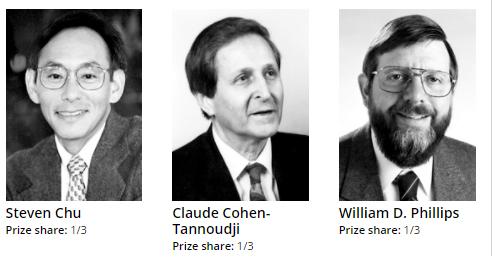 Steven Chu
Prize share: 1/3
Claude Cohen-
Tannoudji
Prize share: 1/3
William D. Phillips
Prize share: 1/3